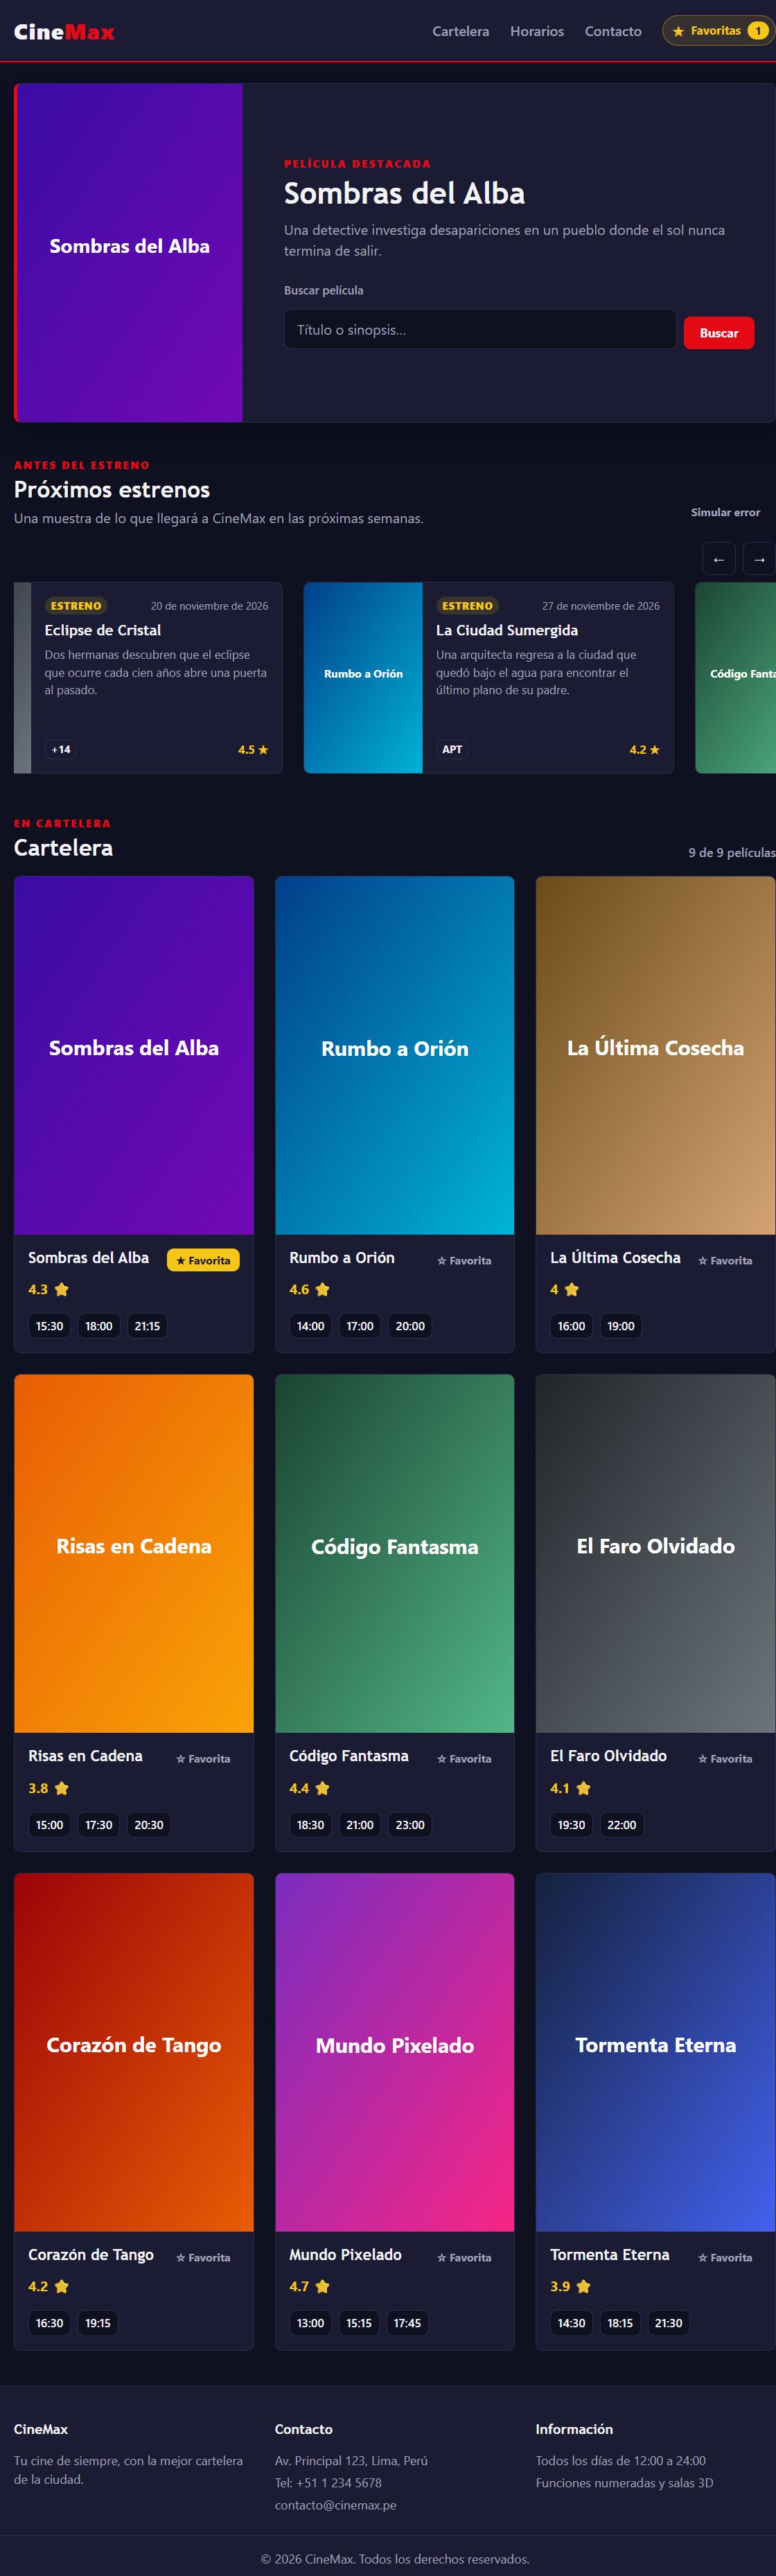 CineMax
Cartelera Horarios Contacto ★ Favoritas 1
Sombras del Alba
PELÍCULA DESTACADA
Sombras del Alba
Una detective investiga desapariciones en un pueblo donde el sol nunca
termina de salir.
Buscar película
Título o sinopsis...
Buscar
ANTES DEL ESTRENO
Próximos estrenos
Una muestra de lo que llegará a CineMax en las próximas semanas.
Simular error
← →
ESTRENO 20 de noviembre de 2026
Eclipse de Cristal
Dos hermanas descubren que el eclipse
que ocurre cada cien años abre una puerta
al pasado.
+14 4.5 ★
Rumbo a Orión
ESTRENO 27 de noviembre de 2026
La Ciudad Sumergida
Una arquitecta regresa a la ciudad que
quedó bajo el agua para encontrar el
último plano de su padre.
APT 4.2 ★
Código Fanta
EN CARTELERA
Cartelera
9 de 9 películas
Sombras del Alba
Sombras del Alba ★ Favorita
4.3 ★
15:30 18:00 21:15
Rumbo a Orión
Rumbo a Orión ☆ Favorita
4.6 ★
14:00 17:00 20:00
La Última Cosecha
La Última Cosecha ☆ Favorita
4 ★
16:00 19:00
Risas en Cadena
Risas en Cadena ☆ Favorita
3.8 ★
15:00 17:30 20:30
Código Fantasma
Código Fantasma ☆ Favorita
4.4 ★
18:30 21:00 23:00
El Faro Olvidado
El Faro Olvidado ☆ Favorita
4.1 ★
19:30 22:00
Corazón de Tango
Corazón de Tango ☆ Favorita
4.2 ★
16:30 19:15
Mundo Pixelado
Mundo Pixelado ☆ Favorita
4.7 ★
13:00 15:15 17:45
Tormenta Eterna
Tormenta Eterna ☆ Favorita
3.9 ★
14:30 18:15 21:30
CineMax
Tu cine de siempre, con la mejor cartelera
de la ciudad.
Contacto
Av. Principal 123, Lima, Perú
Tel: +51 1 234 5678
contacto@cinemax.pe
Información
Todos los días de 12:00 a 24:00
Funciones numeradas y salas 3D
© 2026 CineMax. Todos los derechos reservados.